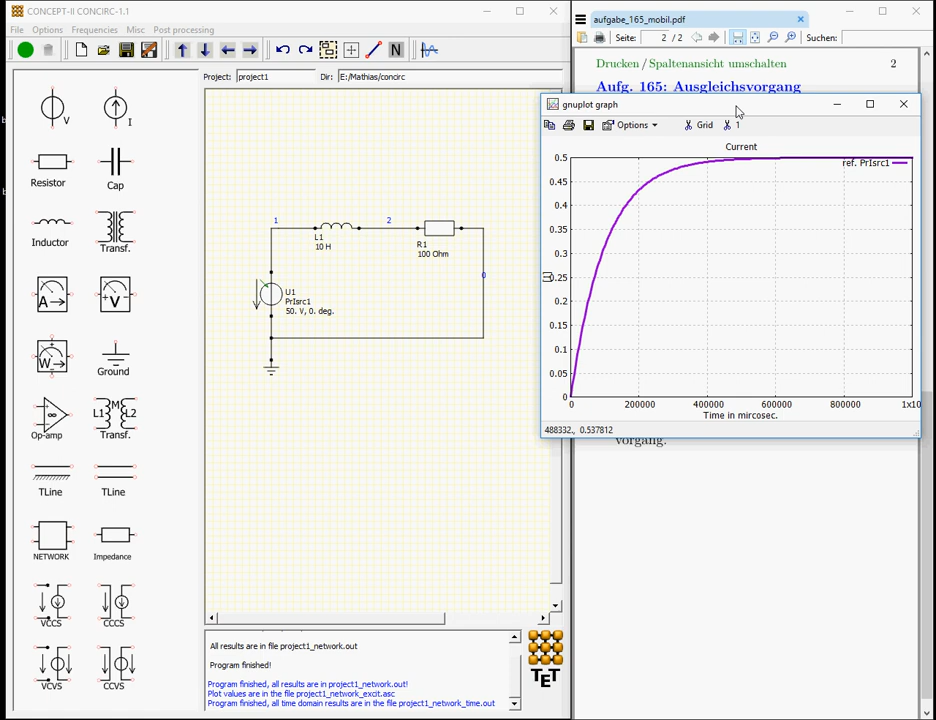 CONCEPT-II CONCIRC-1.1
File Options Frequencies Misc Post processing
N
Project: project1 Dir: E:/Mathias/concirc
V
I
Resistor
Cap
Inductor
Transf.
A
+V
W
Ground
Op-amp
∞
L1 M L2
Transf.
TLine
TLine
NETWORK
Impedance
VCCS
CCCS
VCVS
CCVS
1
2
0
L1
10 H
R1
100 Ohm
U1
PrIsrc1
50. V, 0. deg.
All results are in file project1_network.out
Program finished!
Program finished, all results are in project1_network.out!
Plot values are in the file project1_network_excit.asc
Program finished, all time domain results are in the file project1_network_time.out
TET
aufgabe_165_mobil.pdf
Seite: 2 / 2 Suchen:
Drucken / Spaltenansicht umschalten 2
Aufg. 165: Ausgleichsvorgang
gnuplot graph
Options Grid 1
Current
ref. PrIsrc1
0.5
0.45
0.4
0.35
0.3
0.25
0.2
0.15
0.1
0.05
0
0 200000 400000 600000 800000 1x10
Time in mircosec.
488332, 0.537812
vorgang.